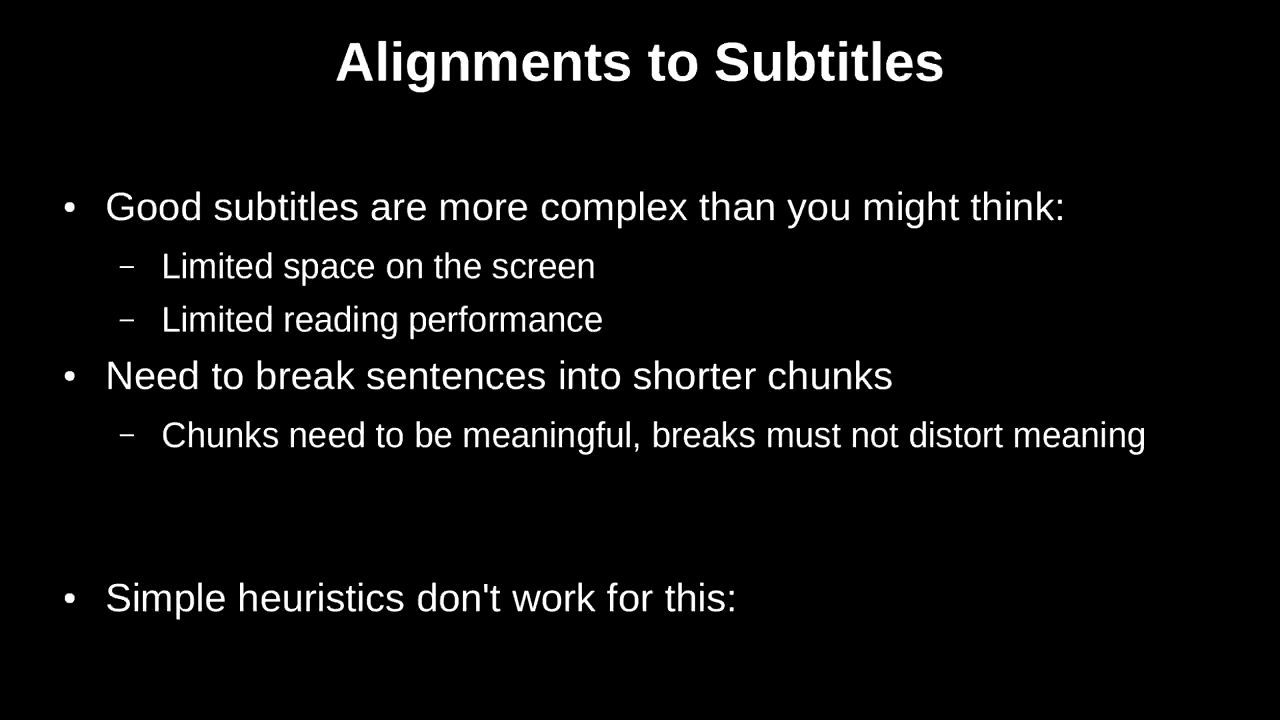 Alignments to Subtitles
• Good subtitles are more complex than you might think:
– Limited space on the screen
– Limited reading performance
• Need to break sentences into shorter chunks
– Chunks need to be meaningful, breaks must not distort meaning
• Simple heuristics don't work for this: